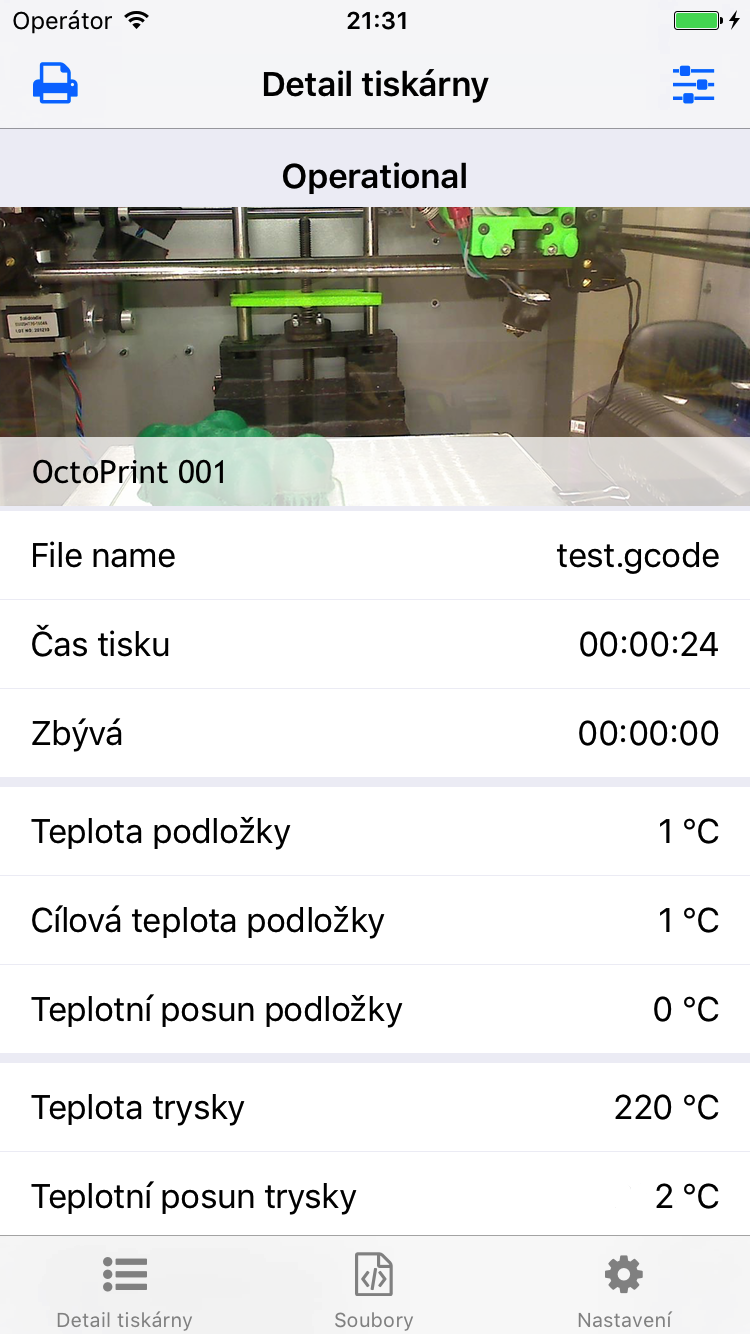 Operátor 21:31
Detail tiskárny
Operational
OctoPrint 001
File name test.gcode
Čas tisku 00:00:24
Zbývá 00:00:00
Teplota podložky 1 °C
Cílová teplota podložky 1 °C
Teplotní posun podložky 0 °C
Teplota trysky 220 °C
Teplotní posun trysky 2 °C
Detail tiskárny Soubory Nastavení